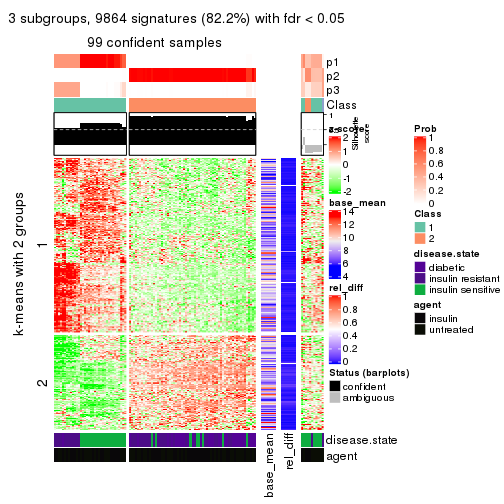 3 subgroups, 9864 signatures (82.2%) with fdr < 0.05
99 confident samples
p1
p2
p3
Class
1
Silhouette
score
z-score
2
1
0
-1
-2
base_mean
14
12
10
8
6
4
rel_diff
1
0.8
0.6
0.4
0.2
0
Status (barplots)
confident
ambiguous
Prob
1
0.8
0.6
0.4
0.2
0
Class
1
2
disease.state
diabetic
insulin resistant
insulin sensitive
agent
insulin
untreated
k-means with 2 groups
1
2
disease.state
agent
base_mean
rel_diff